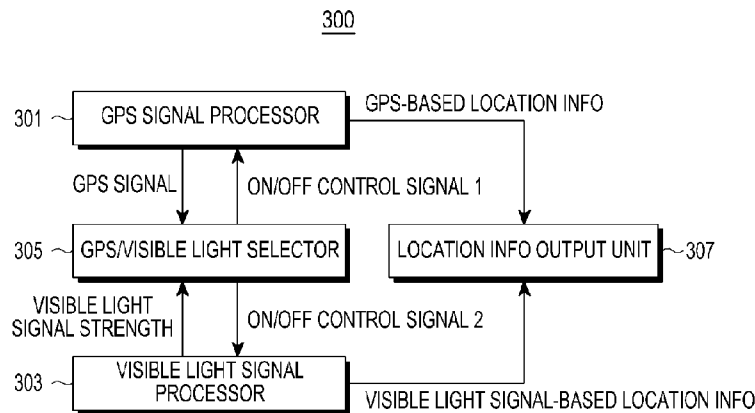 300
GPS-BASED LOCATION INFO
301
GPS SIGNAL PROCESSOR
GPS SIGNAL
ON/OFF CONTROL SIGNAL 1
305
GPS/VISIBLE LIGHT SELECTOR
LOCATION INFO OUTPUT UNIT
307
VISIBLE LIGHT
SIGNAL STRENGTH
ON/OFF CONTROL SIGNAL 2
303
VISIBLE LIGHT SIGNAL
PROCESSOR
VISIBLE LIGHT SIGNAL-BASED LOCATION INFO